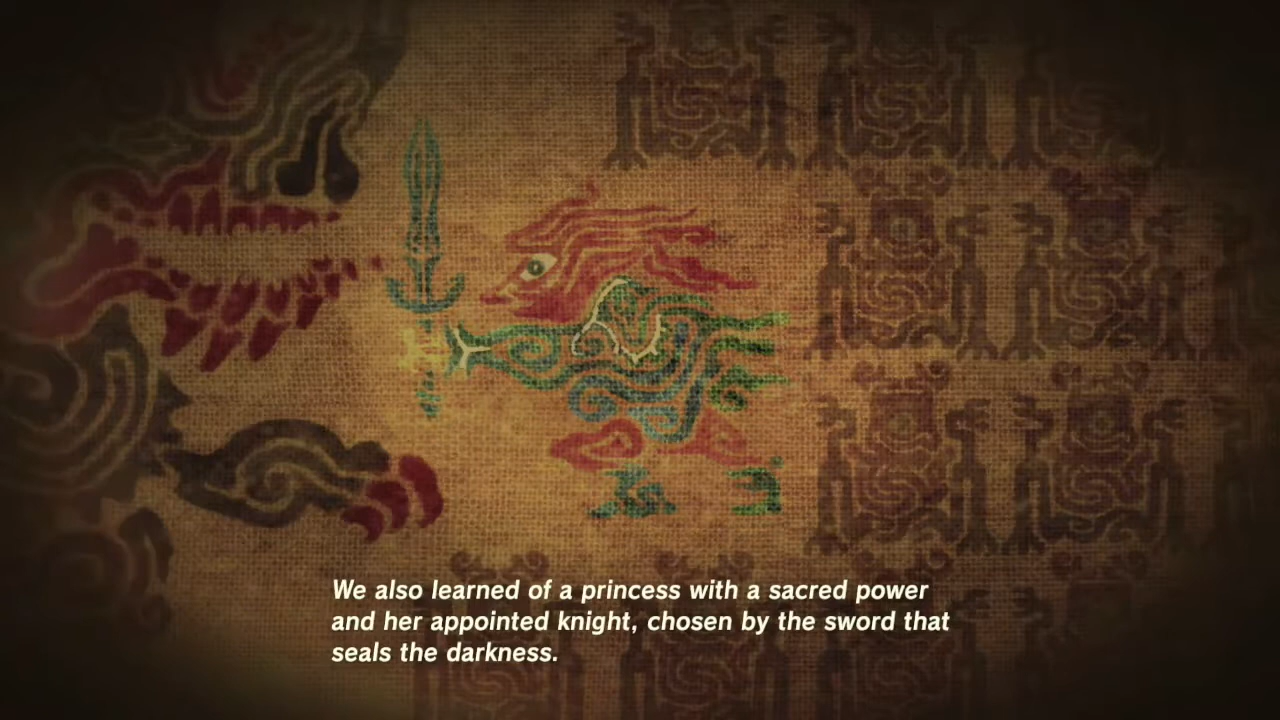 We also learned of a princess with a sacred power
and her appointed knight, chosen by the sword that
seals the darkness.